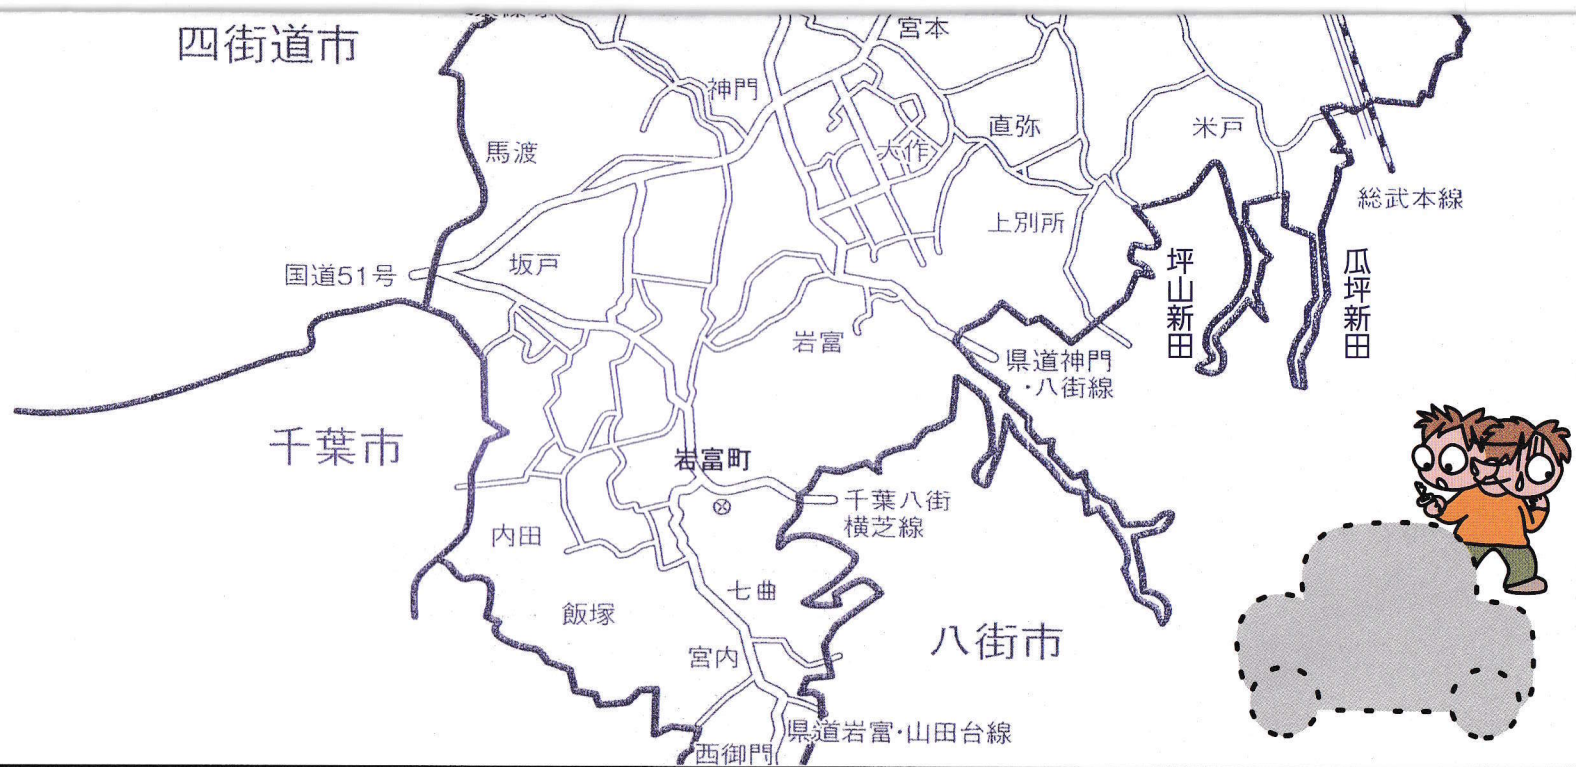 四街道市
宮本
神門
直弥
米戸
馬渡
大作
総武本線
上別所
坂戸
国道51号
坪山新田
瓜坪新田
岩富
県道神門
・八街線
千葉市
岩富町
千葉八街
横芝線
内田
七曲
飯塚
八街市
宮内
県道岩富・山田台線
西御門